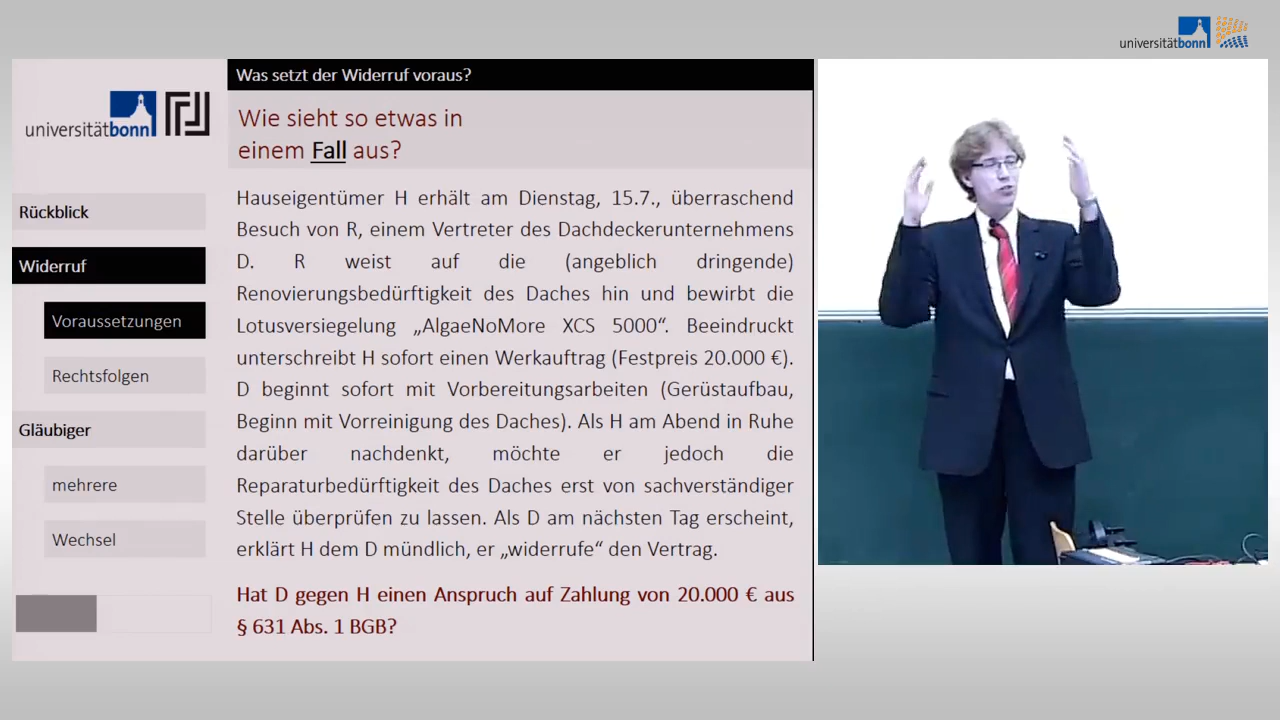 universitätbonn
Was setzt der Widerruf voraus?
universitätbonn
Wie sieht so etwas in
einem Fall aus?
Rückblick
Widerruf
Voraussetzungen
Rechtsfolgen
Gläubiger
mehrere
Wechsel
Hauseigentümer H erhält am Dienstag, 15.7., überraschend
Besuch von R, einem Vertreter des Dachdeckerunternehmens
D. R weist auf die (angeblich dringende)
Renovierungsbedürftigkeit des Daches hin und bewirbt die
Lotusversiegelung „AlgaeNoMore XCS 5000“. Beeindruckt
unterschreibt H sofort einen Werkauftrag (Festpreis 20.000 €).
D beginnt sofort mit Vorbereitungsarbeiten (Gerüstaufbau,
Beginn mit Vorreinigung des Daches). Als H am Abend in Ruhe
darüber nachdenkt, möchte er jedoch die
Reparaturbedürftigkeit des Daches erst von sachverständiger
Stelle überprüfen zu lassen. Als D am nächsten Tag erscheint,
erklärt H dem D mündlich, er „widerrufe“ den Vertrag.
Hat D gegen H einen Anspruch auf Zahlung von 20.000 € aus
§ 631 Abs. 1 BGB?